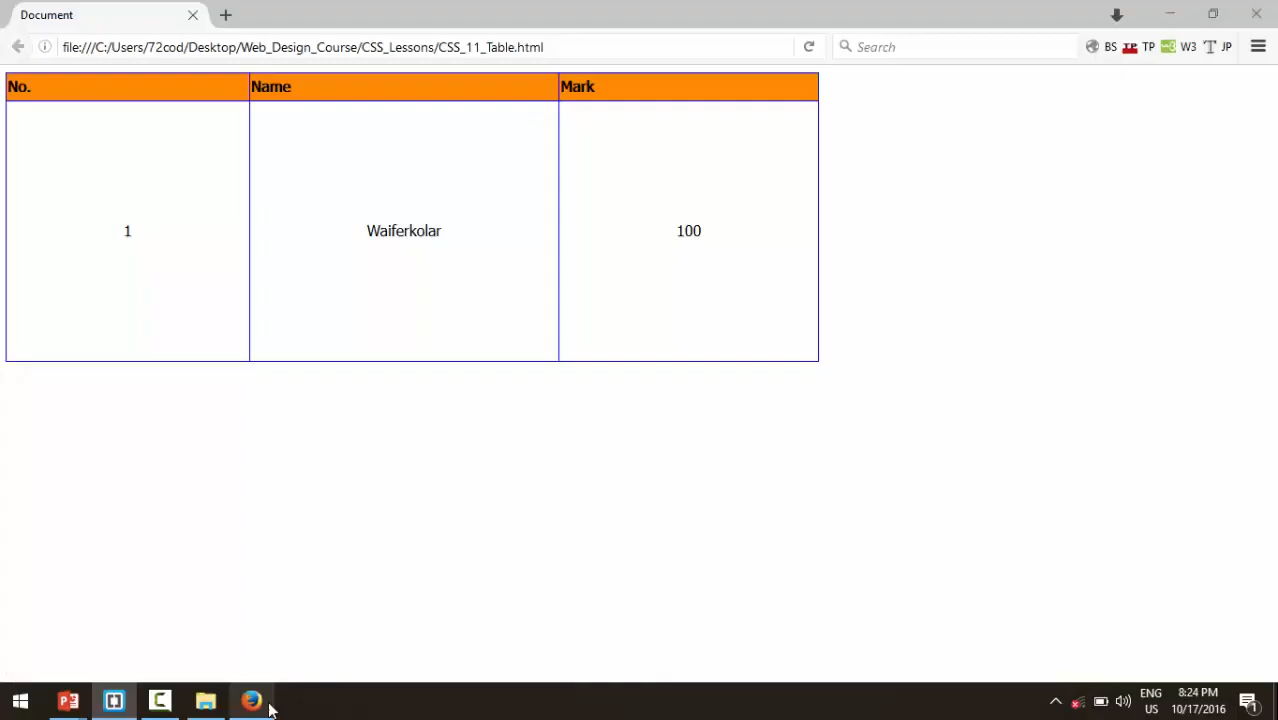 Document
file:///C:/Users/72cod/Desktop/Web_Design_Course/CSS_Lessons/CSS_11_Table.html
Search
BS TP W3 JP
No. Name Mark
1 Waiferkolar 100
ENG 8:24 PM
US 10/17/2016